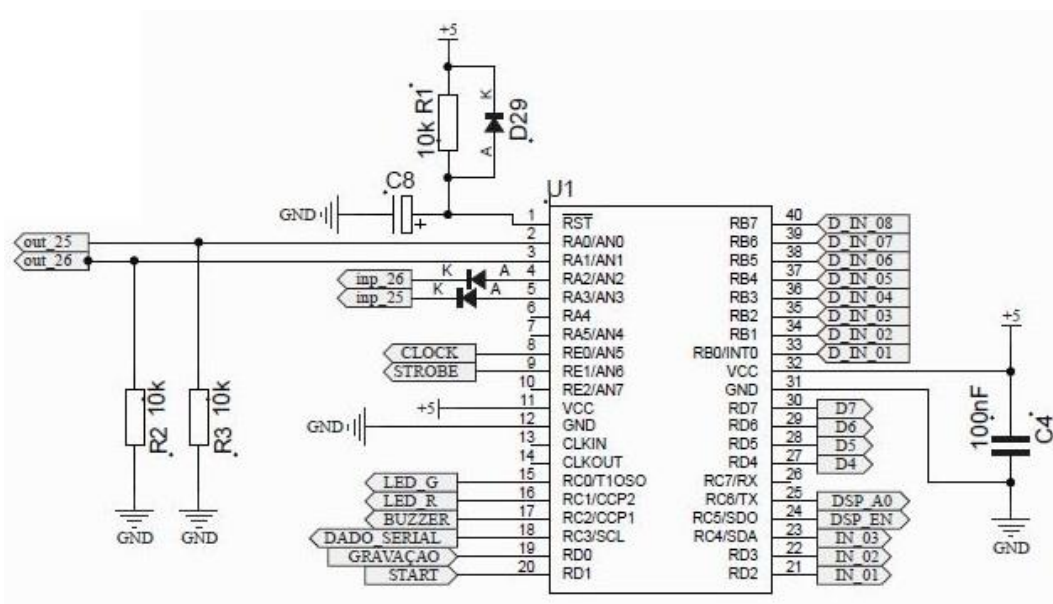 +5
10k R1
K
A
D29
C8
U1
GND
+
out_25
out_26
inp_26
inp_25
K A
K A
CLOCK
STROBE
+5
GND
R2 10k
R3 10k
GND
GND
LED_G
LED_R
BUZZER
DADO_SERIAL
GRAVAÇAO
START
1 RST
2 RA0/AN0
3 RA1/AN1
4 RA2/AN2
5 RA3/AN3
6 RA4
7 RA5/AN4
8 RE0/AN5
9 RE1/AN6
10 RE2/AN7
11 VCC
12 GND
13 CLKIN
14 CLKOUT
15 RC0/T1OSO
16 RC1/CCP2
17 RC2/CCP1
18 RC3/SCL
19 RD0
20 RD1
RB7 40 D_IN_08
RB6 39 D_IN_07
RB5 38 D_IN_06
RB4 37 D_IN_05
RB3 36 D_IN_04
RB2 35 D_IN_03
RB1 34 D_IN_02
RB0/INT0 33 D_IN_01
VCC 32
GND 31
RD7 30 D7
RD6 29 D6
RD5 28 D5
RD4 27 D4
RC7/RX 26
RC6/TX 25 DSP_A0
RC5/SDO 24 DSP_EN
RC4/SDA 23 IN_03
RD3 22 IN_02
RD2 21 IN_01
+5
100nF
C4
GND